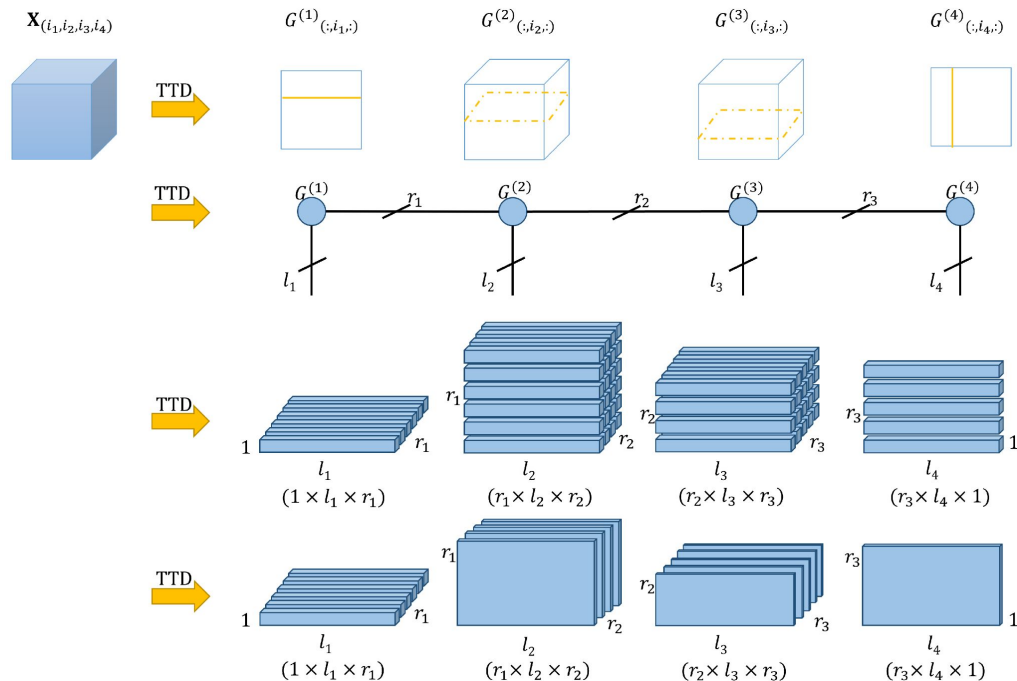 X(i₁,i₂,i₃,i₄) G⁽¹⁾(:,i₁,:) G⁽²⁾(:,i₂,:) G⁽³⁾(:,i₃,:) G⁽⁴⁾(:,i₄,:)
TTD
TTD G⁽¹⁾ r₁ G⁽²⁾ r₂ G⁽³⁾ r₃ G⁽⁴⁾
l₁ l₂ l₃ l₄
TTD
1 r₁ r₁ r₂ r₂ r₃ r₃ 1
l₁ l₂ l₃ l₄
(1 × l₁ × r₁) (r₁× l₂ × r₂) (r₂× l₃ × r₃) (r₃× l₄ × 1)
TTD
1 r₁ r₁ r₂ r₂ r₃ r₃ 1
l₁ l₂ l₃ l₄
(1 × l₁ × r₁) (r₁× l₂ × r₂) (r₂× l₃ × r₃) (r₃× l₄ × 1)